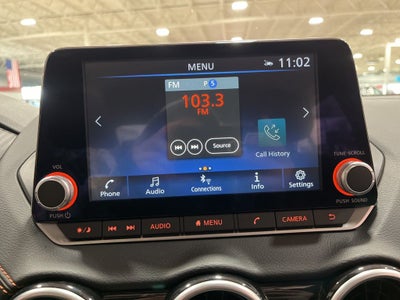 MENU
11:02
FM P 5
103.3
FM
Source
Call History
Phone Audio Connections Info Settings
VOL
TUNE·SCROLL
PUSH
PUSH SOUND
AUDIO MENU CAMERA